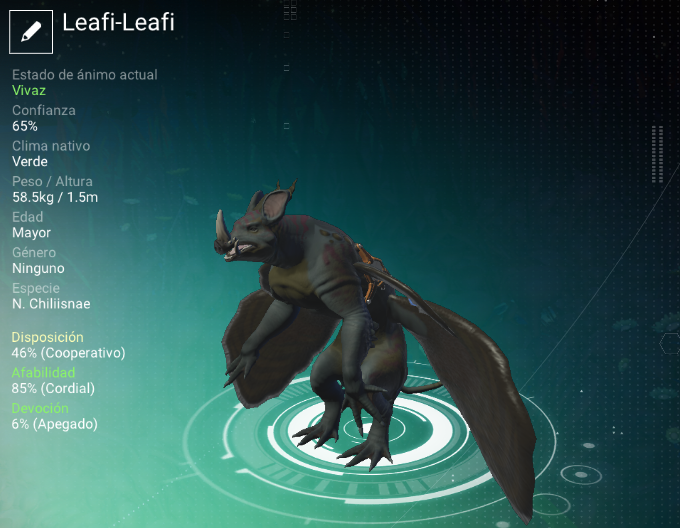 Leafi-Leafi
Estado de ánimo actual
Vivaz
Confianza
65%
Clima nativo
Verde
Peso / Altura
58.5kg / 1.5m
Edad
Mayor
Género
Ninguno
Especie
N. Chiliisnae
Disposición
46% (Cooperativo)
Afabilidad
85% (Cordial)
Devoción
6% (Apegado)